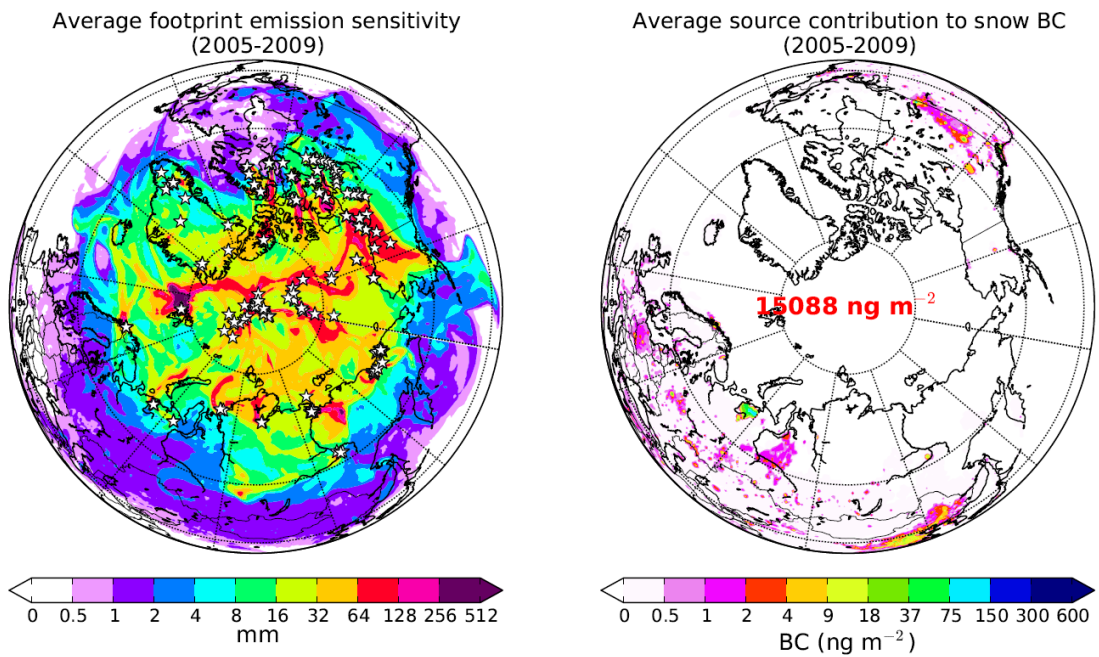 Average footprint emission sensitivity
(2005-2009)
Average source contribution to snow BC
(2005-2009)
15088 ng m⁻²
0 0.5 1 2 4 8 16 32 64 128 256 512
mm
0 0.5 1 2 4 9 18 37 75 150 300 600
BC (ng m⁻²)